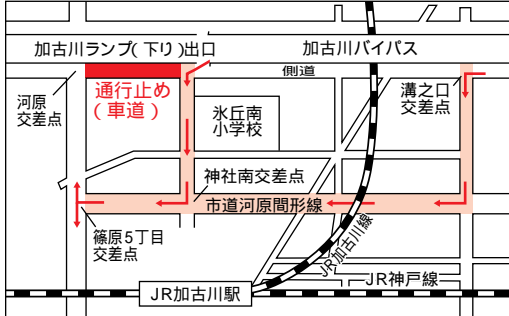 加古川ランプ(下り)出口
加古川バイパス
側道
河原
交差点
通行止め
(車道)
氷丘南
小学校
溝之口
交差点
神社南交差点
市道河原間形線
篠原5丁目
交差点
JR加古川線
JR神戸線
JR加古川駅